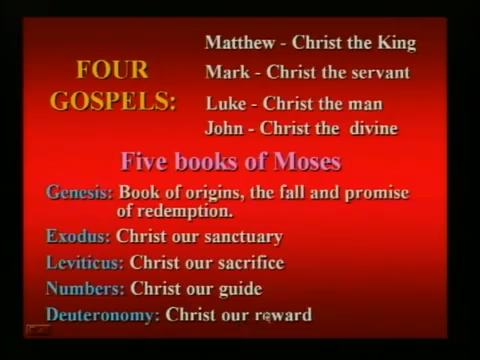 FOUR GOSPELS:
Matthew - Christ the King
Mark - Christ the servant
Luke - Christ the man
John - Christ the divine
Five books of Moses
Genesis: Book of origins, the fall and promise
of redemption.
Exodus: Christ our sanctuary
Leviticus: Christ our sacrifice
Numbers: Christ our guide
Deuteronomy: Christ our reward